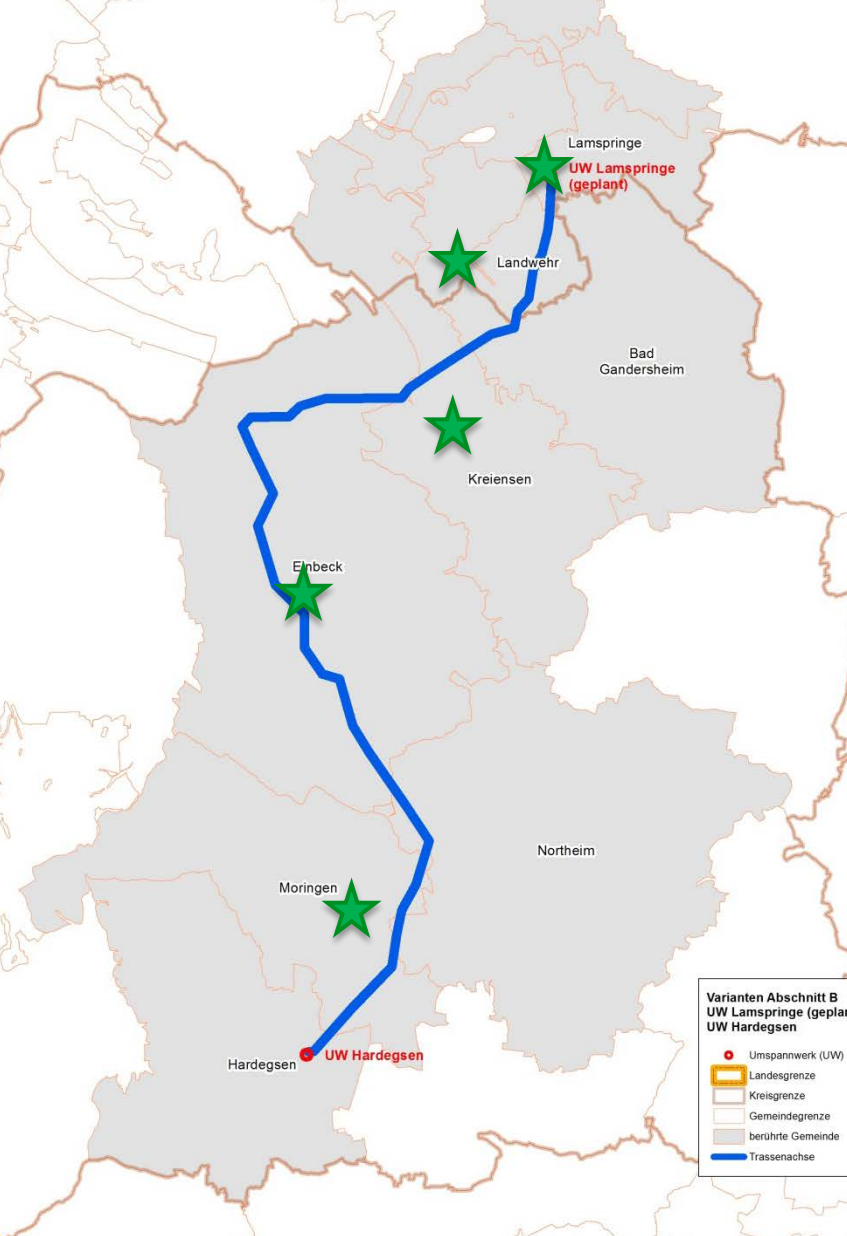 Lamspringe
UW Lamspringe
(geplant)
Landwehr
Bad
Gandersheim
Kreiensen
Einbeck
Northeim
Moringen
Hardegsen
UW Hardegsen
Varianten Abschnitt B
UW Lamspringe (geplan
UW Hardegsen
Umspannwerk (UW)
Landesgrenze
Kreisgrenze
Gemeindegrenze
berührte Gemeinde
Trassenachse